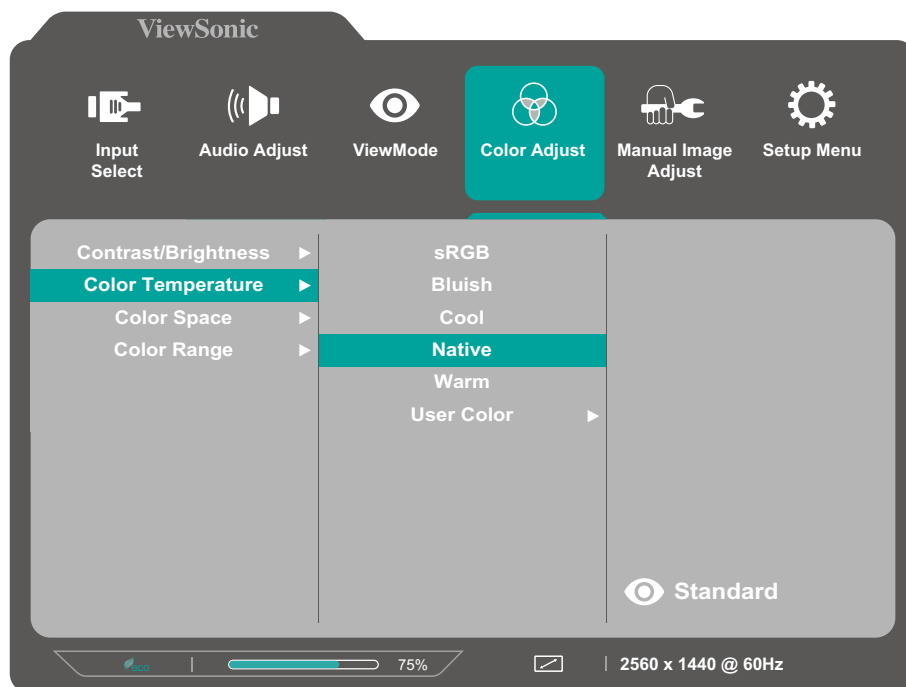 ViewSonic
Input
Select
Audio Adjust
ViewMode
Color Adjust
Manual Image
Adjust
Setup Menu
Contrast/Brightness
Color Temperature
Color Space
Color Range
sRGB
Bluish
Cool
Native
Warm
User Color
Standard
eco
75%
2560 x 1440 @ 60Hz